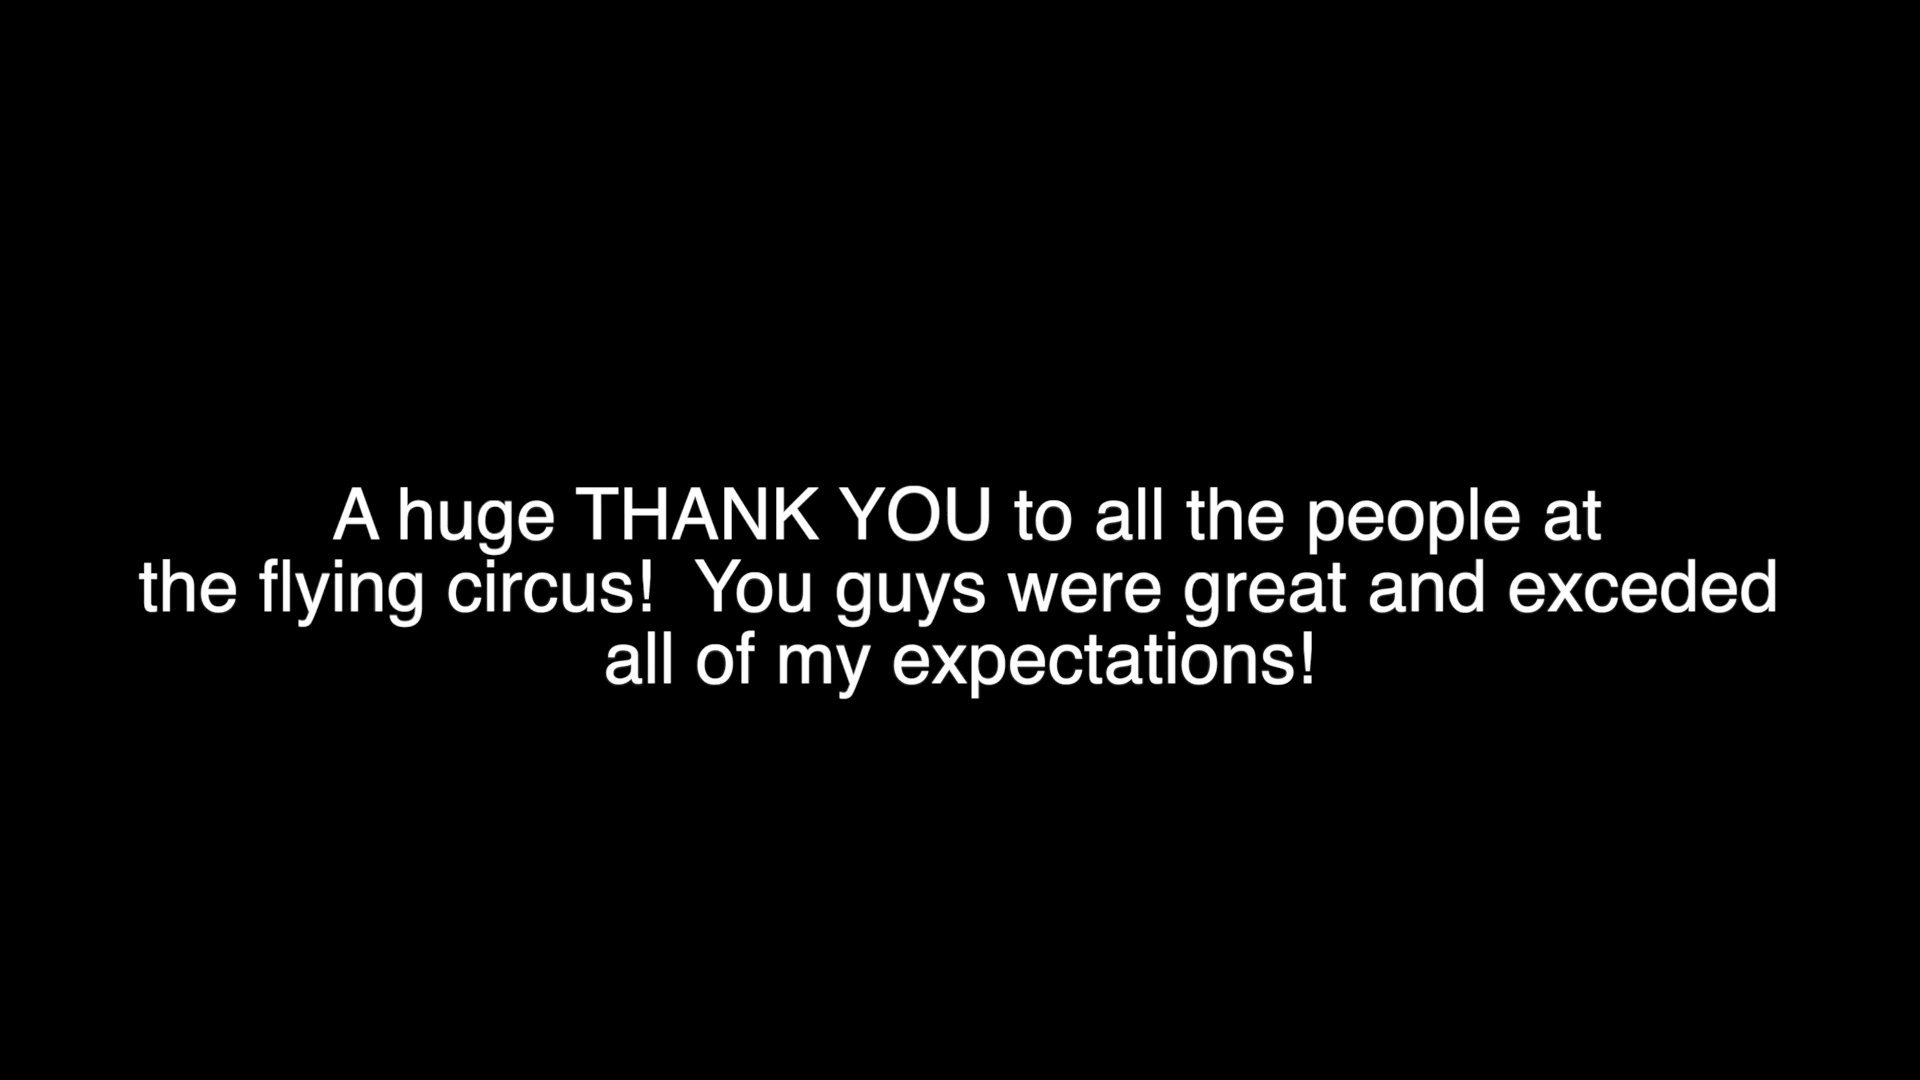 A huge THANK YOU to all the people at
the flying circus!  You guys were great and exceded
all of my expectations!